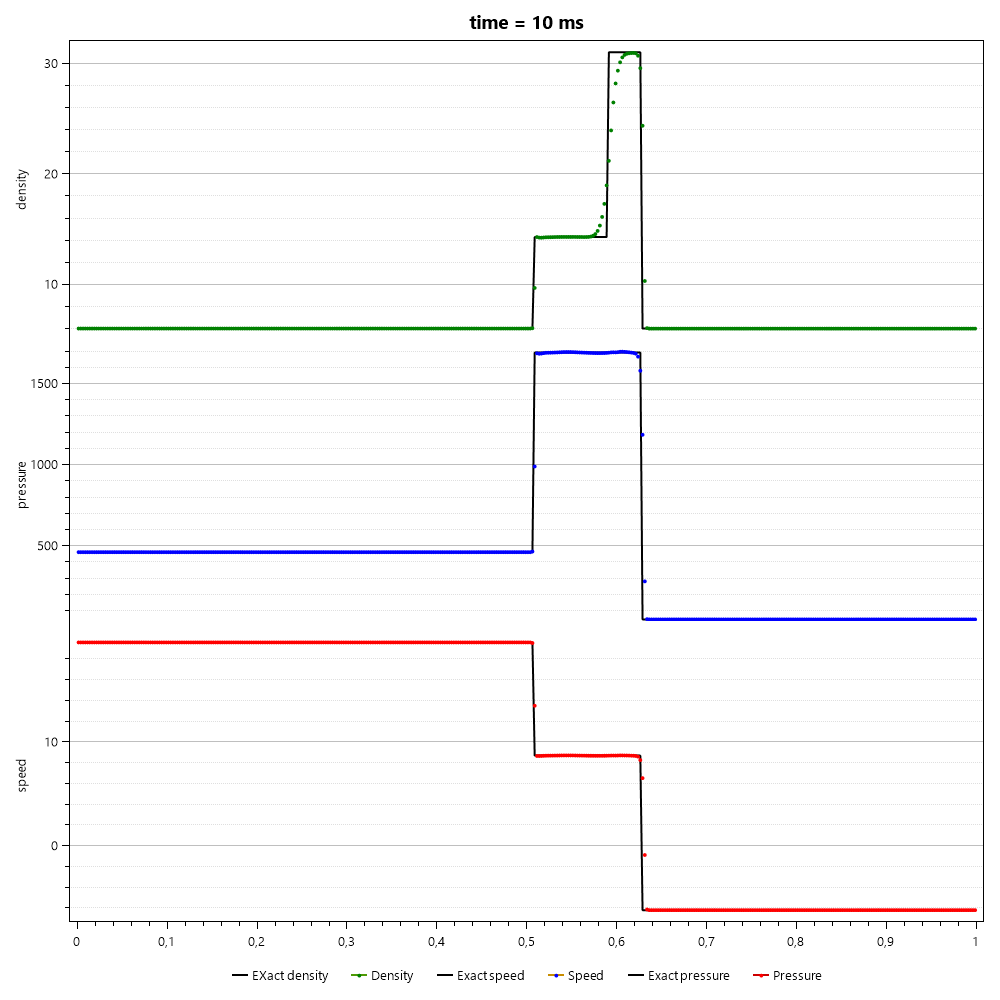 time = 10 ms
density
30
20
10
pressure
1500
1000
500
speed
10
0
0 0,1 0,2 0,3 0,4 0,5 0,6 0,7 0,8 0,9 1
EXact density Density Exact speed Speed Exact pressure Pressure